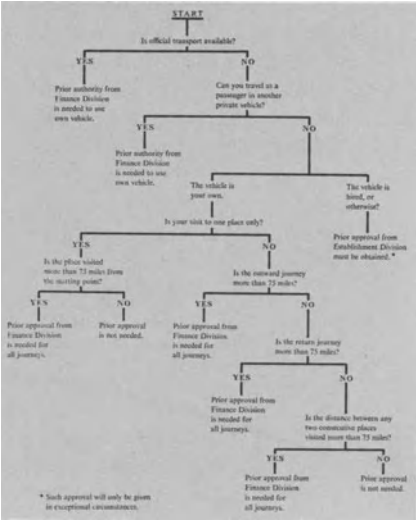 START
Is official transport available?
YES
NO
Prior authority from
Finance Division
is needed to use
own vehicle.
Can you travel as a
passenger in another
private vehicle?
YES
NO
Prior authority from
Finance Division
is needed to use
own vehicle.
The vehicle is
your own.
The vehicle is
hired, or
otherwise?
Is your visit to one place only?
Prior approval from
Establishment Division
must be obtained.*
YES
NO
Is the place visited
more than 75 miles from
the starting point?
Is the outward journey
more than 75 miles?
YES
NO
YES
NO
Prior approval from
Finance Division
is needed for
all journeys.
Prior approval
is not needed.
Prior approval from
Finance Division
is needed for
all journeys.
Is the return journey
more than 75 miles?
YES
NO
Prior approval from
Finance Division
is needed for
all journeys.
Is the distance between any
two consecutive places
visited more than 75 miles?
YES
NO
Prior approval from
Finance Division
is needed for
all journeys.
Prior approval
is not needed.
* Such approval will only be given
in exceptional circumstances.